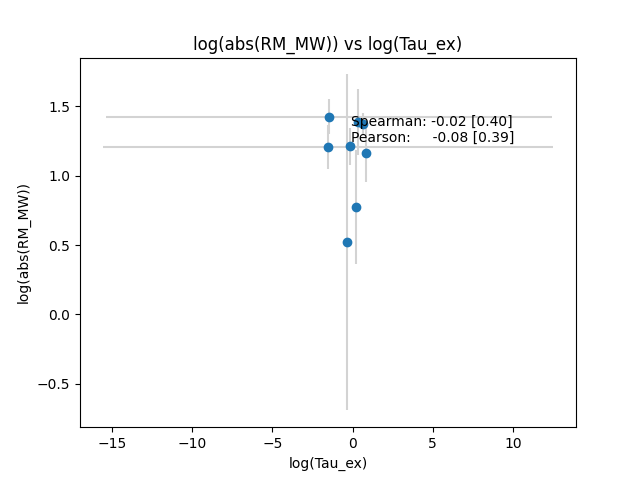 log(abs(RM_MW)) vs log(Tau_ex)
Spearman: -0.02 [0.40]
Pearson: -0.08 [0.39]
1.5
1.0
0.5
0.0
−0.5
log(abs(RM_MW))
−15
−10
−5
0
5
10
log(Tau_ex)